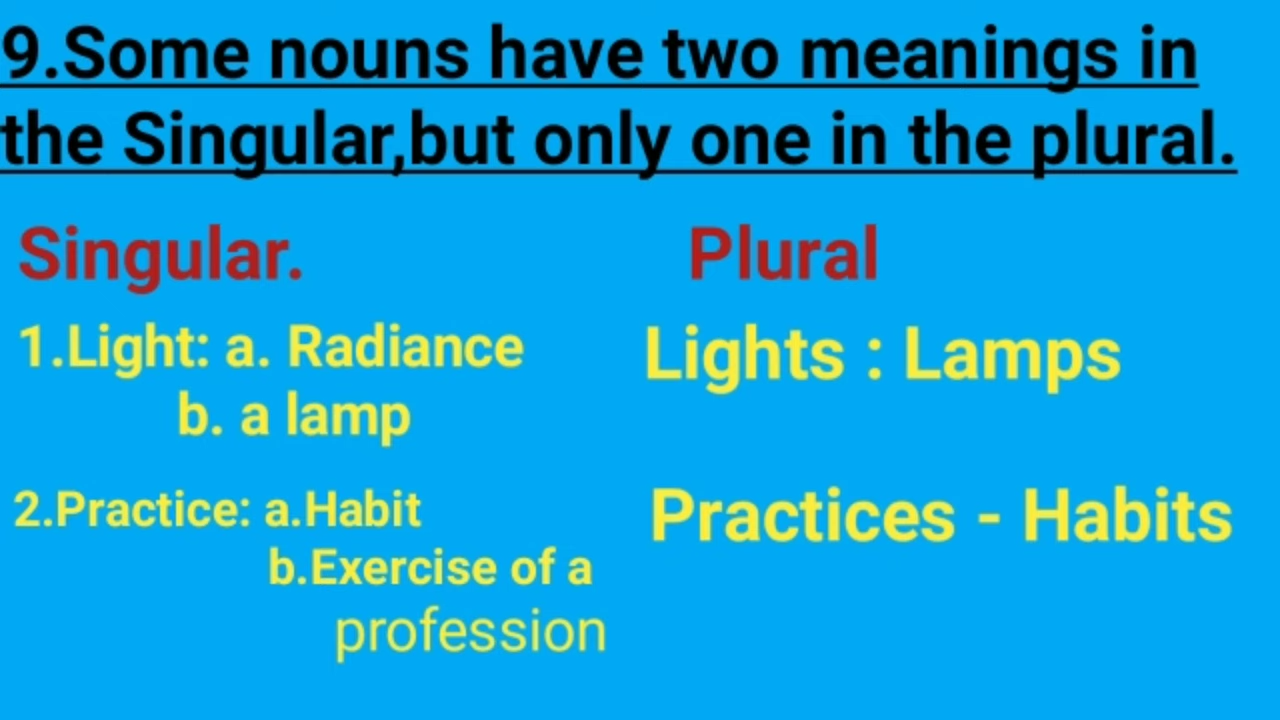 9.Some nouns have two meanings in
the Singular,but only one in the plural.
Singular.
Plural
1.Light: a. Radiance
b. a lamp
Lights : Lamps
2.Practice: a.Habit
b.Exercise of a
profession
Practices - Habits